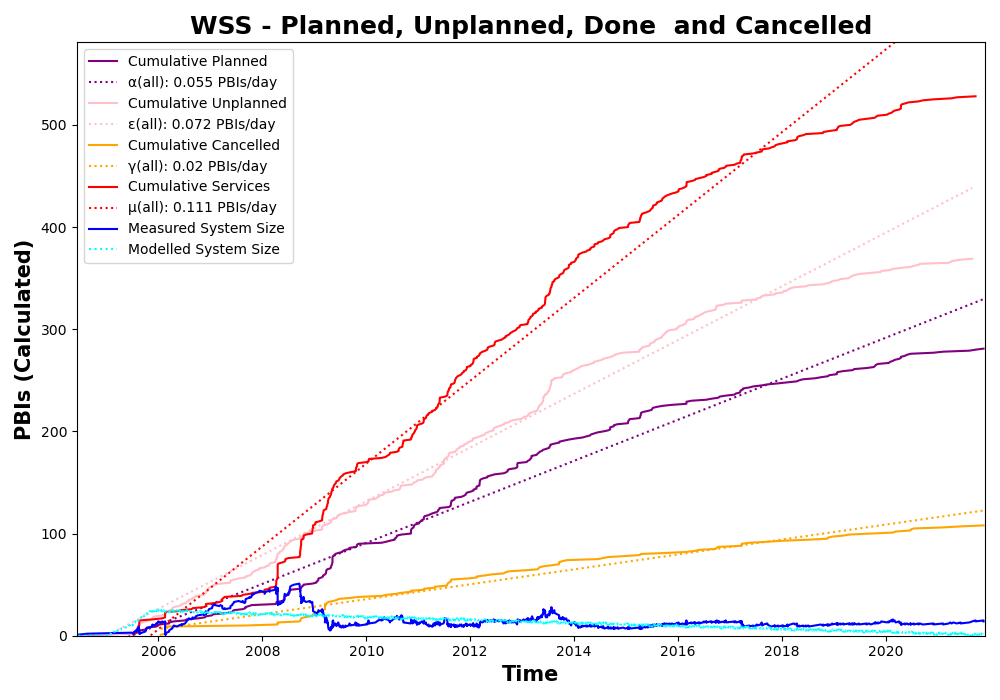 WSS - Planned, Unplanned, Done  and Cancelled
PBIs (Calculated)
500
400
300
200
100
0
Cumulative Planned
α(all): 0.055 PBIs/day
Cumulative Unplanned
ε(all): 0.072 PBIs/day
Cumulative Cancelled
γ(all): 0.02 PBIs/day
Cumulative Services
μ(all): 0.111 PBIs/day
Measured System Size
Modelled System Size
2006 2008 2010 2012 2014 2016 2018 2020
Time